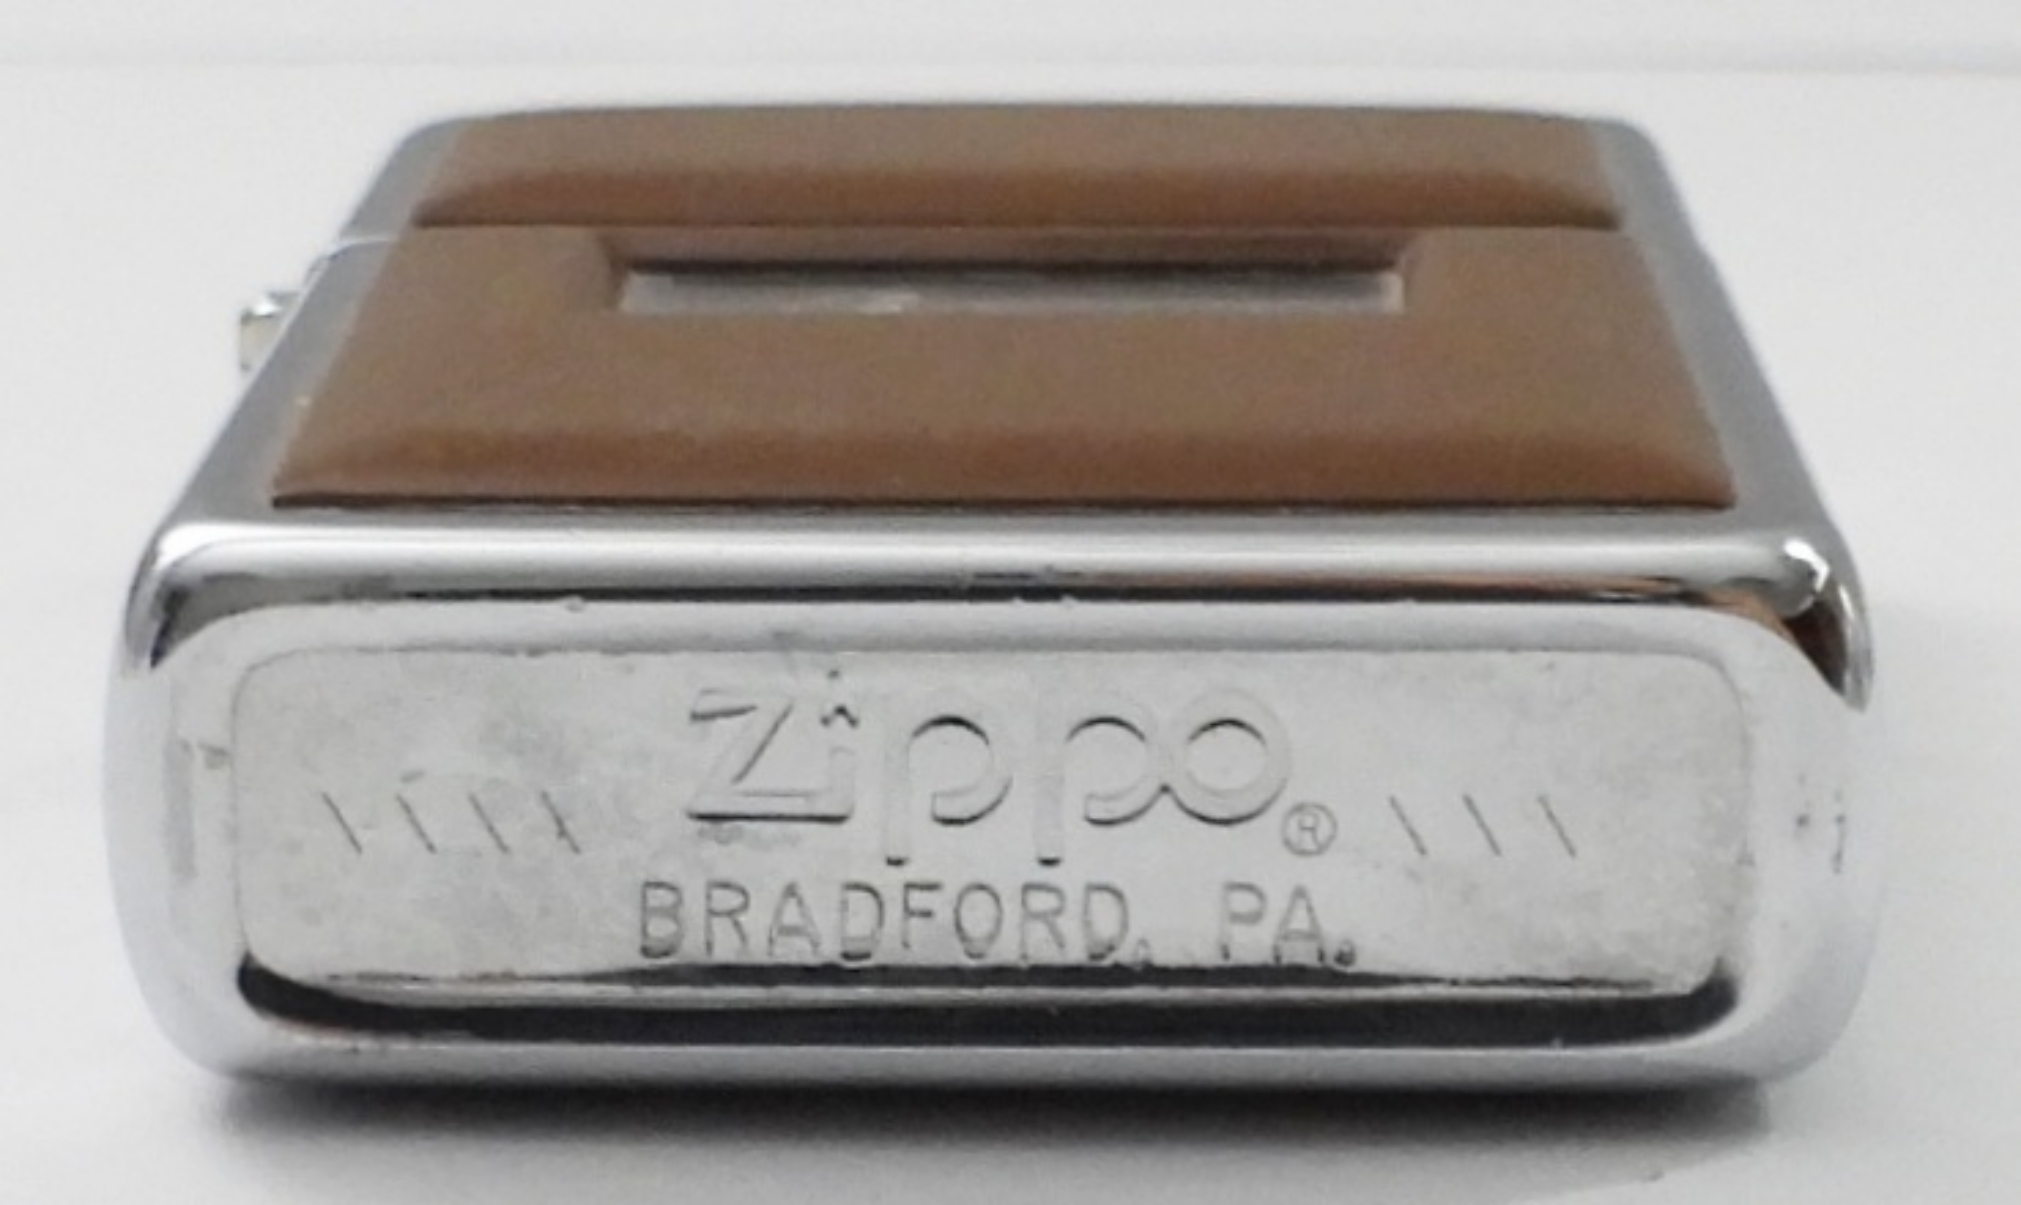 \ \ \ \ Zippo ® \ \ \
BRADFORD, PA.